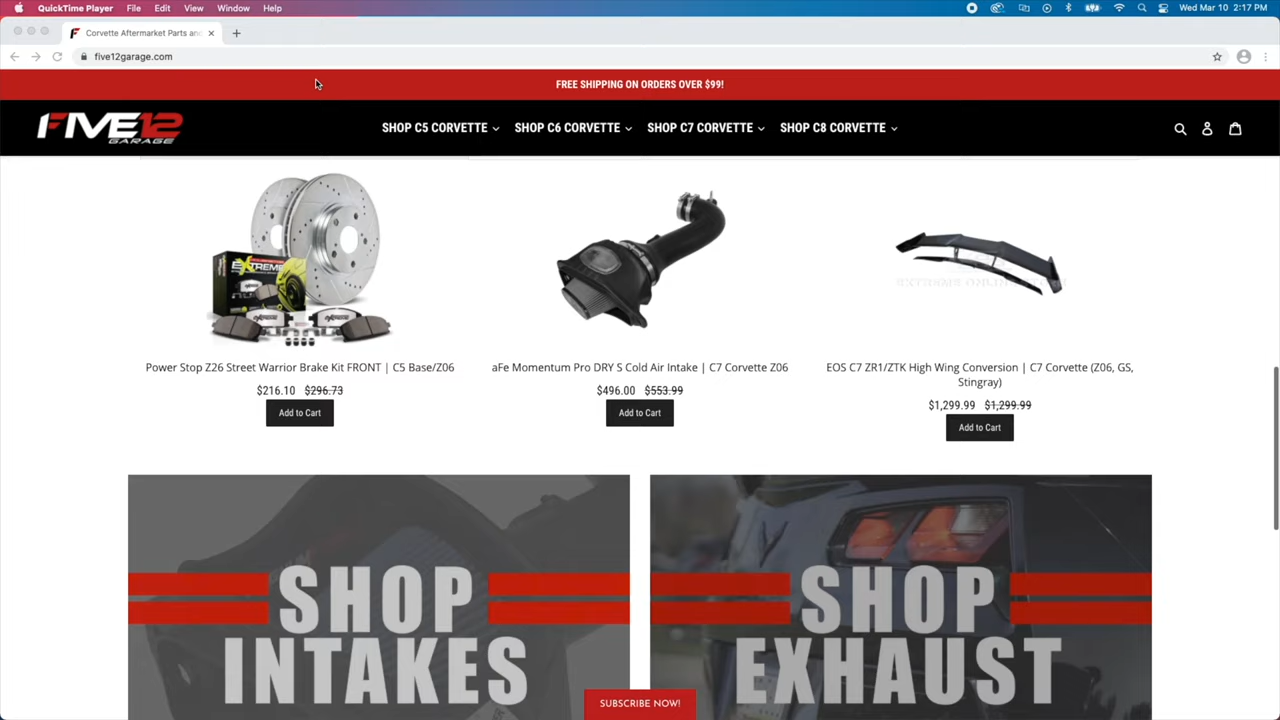 QuickTime Player File Edit View Window Help
Wed Mar 10 2:17 PM
Corvette Aftermarket Parts and
five12garage.com
FREE SHIPPING ON ORDERS OVER $99!
FIVE12
GARAGE
SHOP C5 CORVETTE SHOP C6 CORVETTE SHOP C7 CORVETTE SHOP C8 CORVETTE
EXTREME
EXTREME ONLINE
Power Stop Z26 Street Warrior Brake Kit FRONT | C5 Base/Z06
$216.10 $296.73
Add to Cart
aFe Momentum Pro DRY S Cold Air Intake | C7 Corvette Z06
$496.00 $553.99
Add to Cart
EOS C7 ZR1/ZTK High Wing Conversion | C7 Corvette (Z06, GS,
Stingray)
$1,299.99 $1,299.99
Add to Cart
SHOP
INTAKES
SHOP
EXHAUST
SUBSCRIBE NOW!